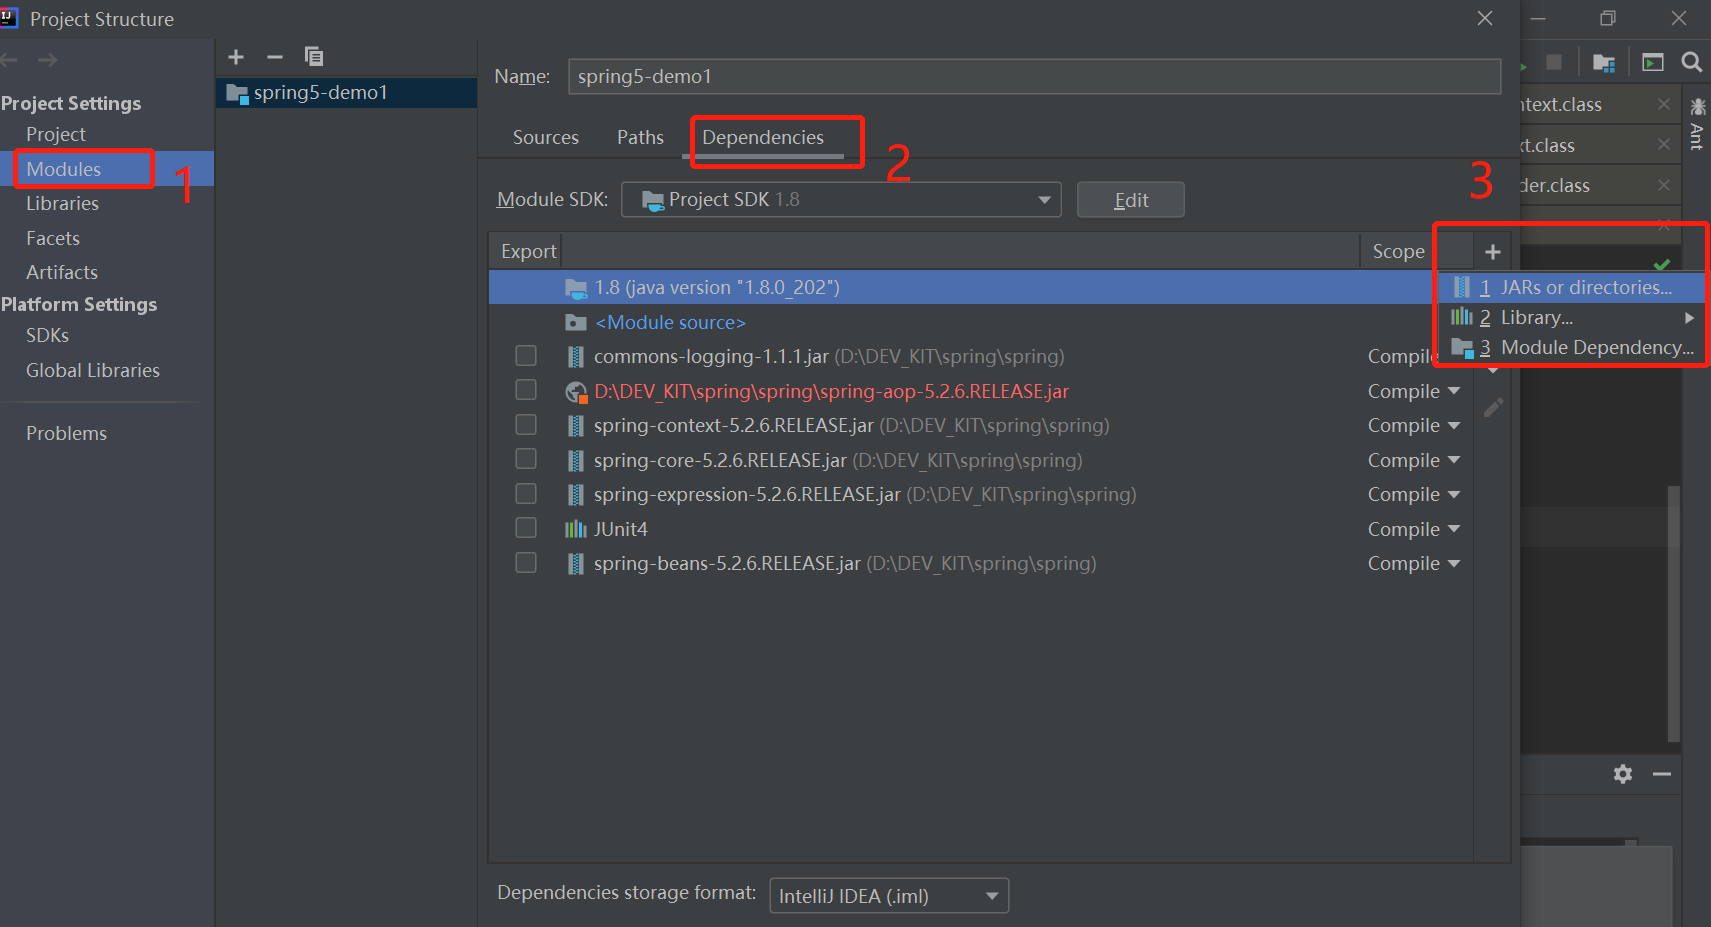 Project Structure
Project Settings
Project
Modules
1
Libraries
Facets
Artifacts
Platform Settings
SDKs
Global Libraries
Problems
spring5-demo1
Name: spring5-demo1
Sources Paths Dependencies
2
Module SDK: Project SDK 1.8 Edit
3
Export Scope
1.8 (java version "1.8.0_202")
<Module source>
commons-logging-1.1.1.jar (D:\DEV_KIT\spring\spring) Compile
D:\DEV_KIT\spring\spring\spring-aop-5.2.6.RELEASE.jar Compile
spring-context-5.2.6.RELEASE.jar (D:\DEV_KIT\spring\spring) Compile
spring-core-5.2.6.RELEASE.jar (D:\DEV_KIT\spring\spring) Compile
spring-expression-5.2.6.RELEASE.jar (D:\DEV_KIT\spring\spring) Compile
JUnit4 Compile
spring-beans-5.2.6.RELEASE.jar (D:\DEV_KIT\spring\spring) Compile
1 JARs or directories...
2 Library...
3 Module Dependency...
Dependencies storage format: IntelliJ IDEA (.iml)
ntext.class
xt.class
der.class
Ant